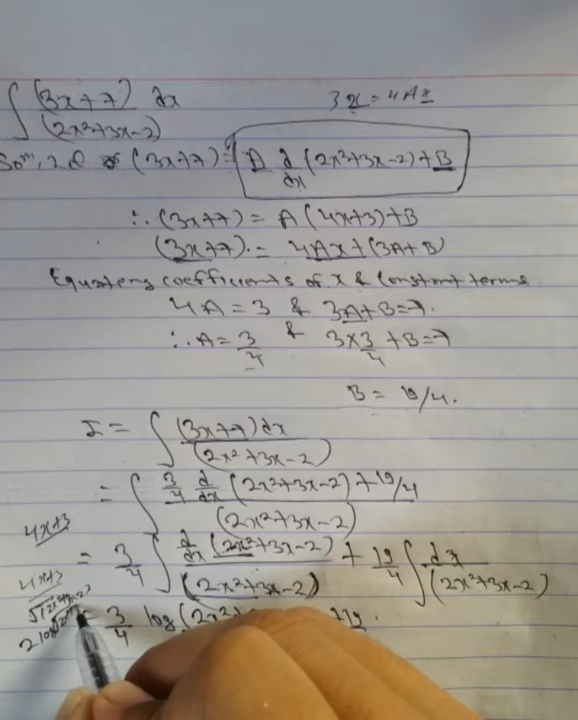 ∫ (3x+7) dx / (2x²+3x-2)
3x = 4Ax
(3x+7) = A d/dx (2x²+3x-2) + B
∴ (3x+7) = A(4x+3)+B
(3x+7) = 4Ax+(3A+B)
Equating coefficients of x & constant terms
4A = 3 & 3A+B=7.
∴ A = 3/4 & 3×3/4 +B=7
B = 19/4.
I = ∫ (3x+7)dx / (2x²+3x-2)
= ∫ 3/4 d/dx (2x²+3x-2) + 19/4 / (2x²+3x-2)
4x+3
= 3/4 ∫ d/dx (2x²+3x-2) / (2x²+3x-2) + 19/4 ∫ dx / (2x²+3x-2)
4x+3
3/4 log(2x²+